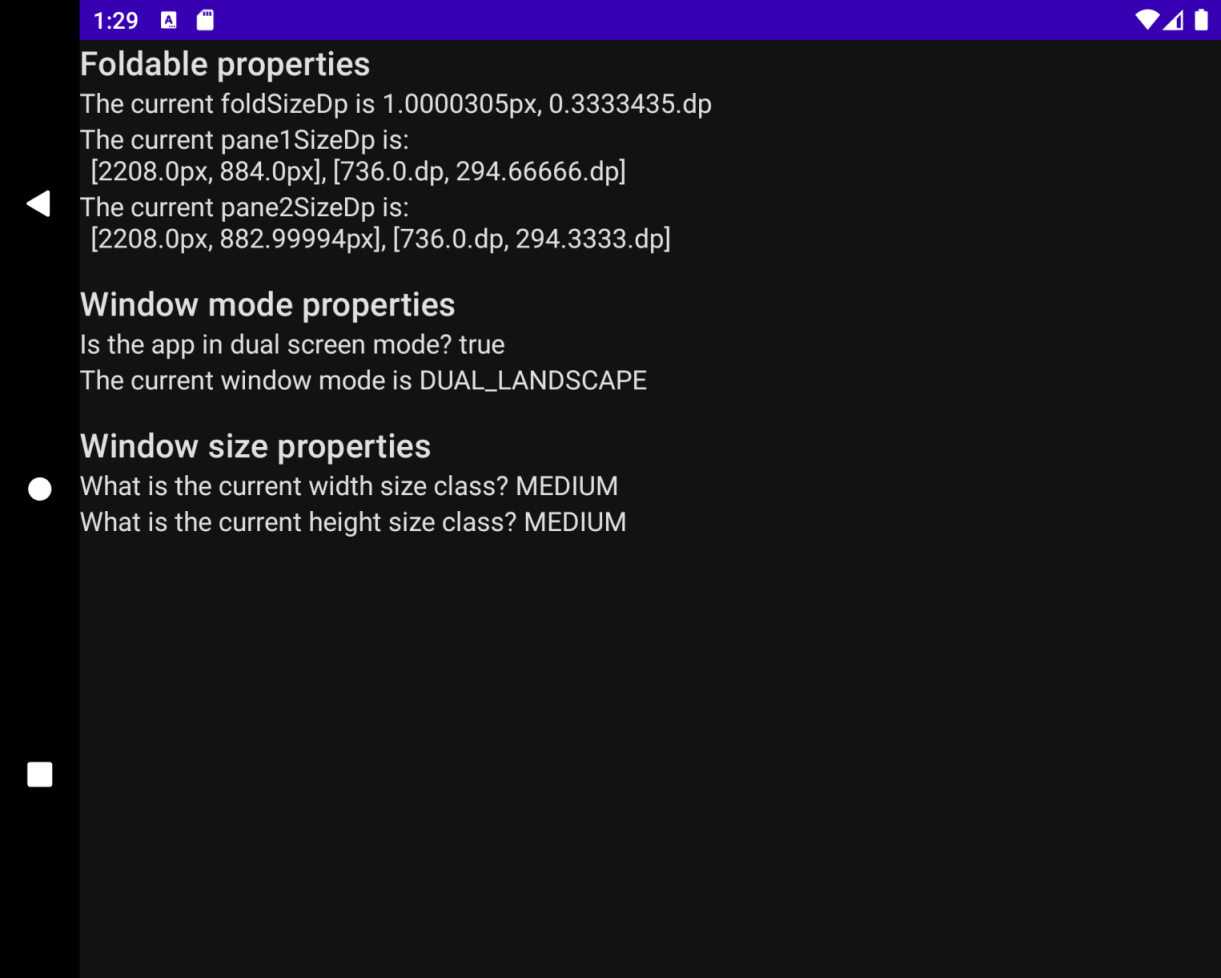 1:29
A
Foldable properties
The current foldSizeDp is 1.0000305px, 0.3333435.dp
The current pane1SizeDp is:
[2208.0px, 884.0px], [736.0.dp, 294.66666.dp]
The current pane2SizeDp is:
[2208.0px, 882.99994px], [736.0.dp, 294.3333.dp]
Window mode properties
Is the app in dual screen mode? true
The current window mode is DUAL_LANDSCAPE
Window size properties
What is the current width size class? MEDIUM
What is the current height size class? MEDIUM